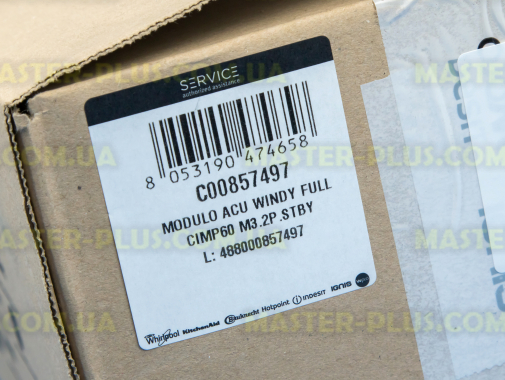 SERVICE
authorized assistance
8 053190 474658
C00857497
MODULO ACU WINDY FULL
CIMP60 M3.2P.STBY
L: 488000857497
Whirlpool KitchenAid Bauknecht Hotpoint indesit IGNIS
MASTER-PLUS.COM.UA